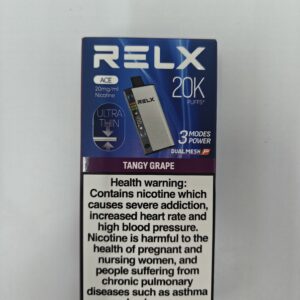 RELX
ACE
20mg/ml
Nicotine
20K
PUFFS*
ULTRA
THIN
RELX
3 MODES
POWER
DUAL MESH
TANGY GRAPE
Health warning:
Contains nicotine which
causes severe addiction,
increased heart rate and
high blood pressure.
Nicotine is harmful to the
health of pregnant and
nursing women, and
people suffering from
chronic pulmonary
diseases such as asthma